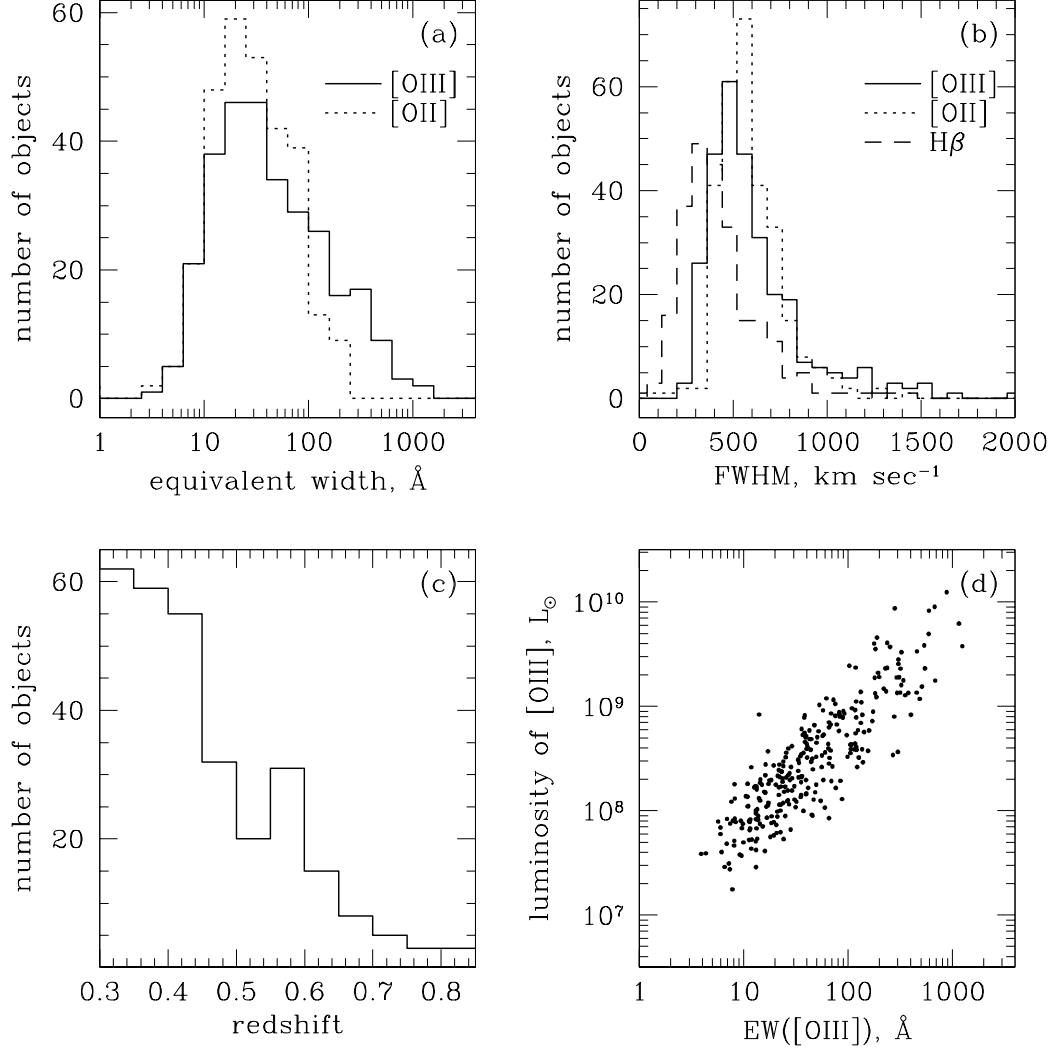 (a)
60
40
20
0
number of objects
[OIII]
[OII]
1 10 100 1000
equivalent width, Å
(b)
60
40
20
0
number of objects
[OIII]
[OII]
Hβ
0 500 1000 1500 2000
FWHM, km sec⁻¹
(c)
60
40
20
number of objects
0.3 0.4 0.5 0.6 0.7 0.8
redshift
(d)
10¹⁰
10⁹
10⁸
10⁷
luminosity of [OIII], L☉
1 10 100 1000
EW([OIII]), Å